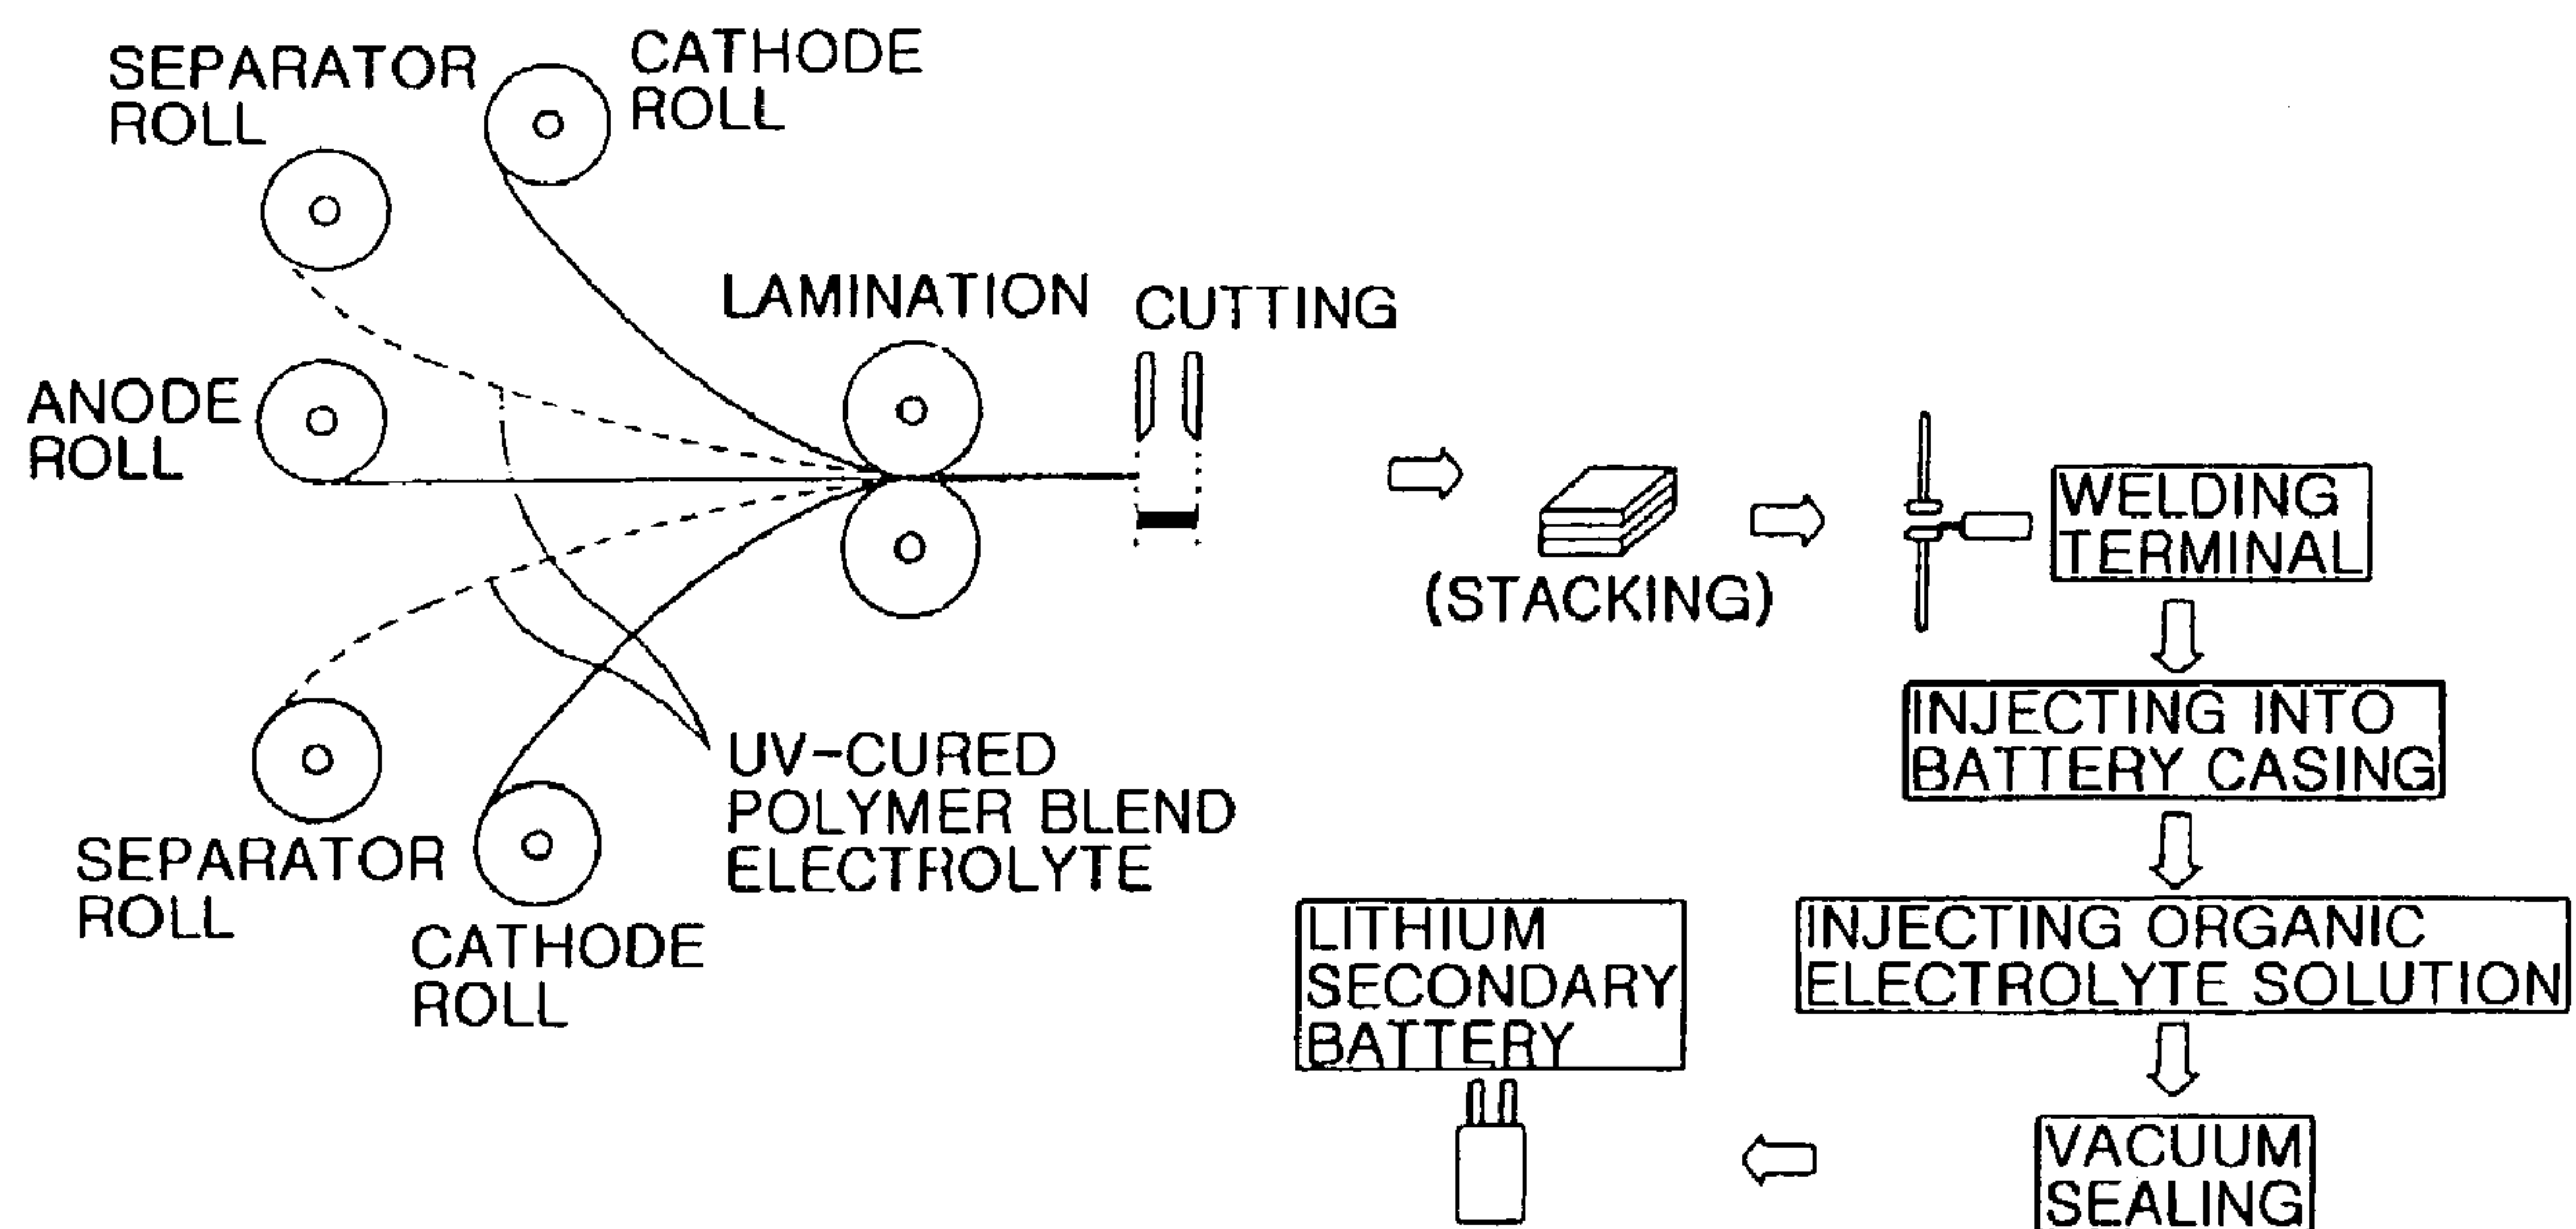 SEPARATOR
ROLL
CATHODE
ROLL
LAMINATION
CUTTING
ANODE
ROLL
(STACKING)
WELDING
TERMINAL
INJECTING INTO
BATTERY CASING
UV-CURED
POLYMER BLEND
ELECTROLYTE
SEPARATOR
ROLL
CATHODE
ROLL
INJECTING ORGANIC
ELECTROLYTE SOLUTION
VACUUM
SEALING
LITHIUM
SECONDARY
BATTERY